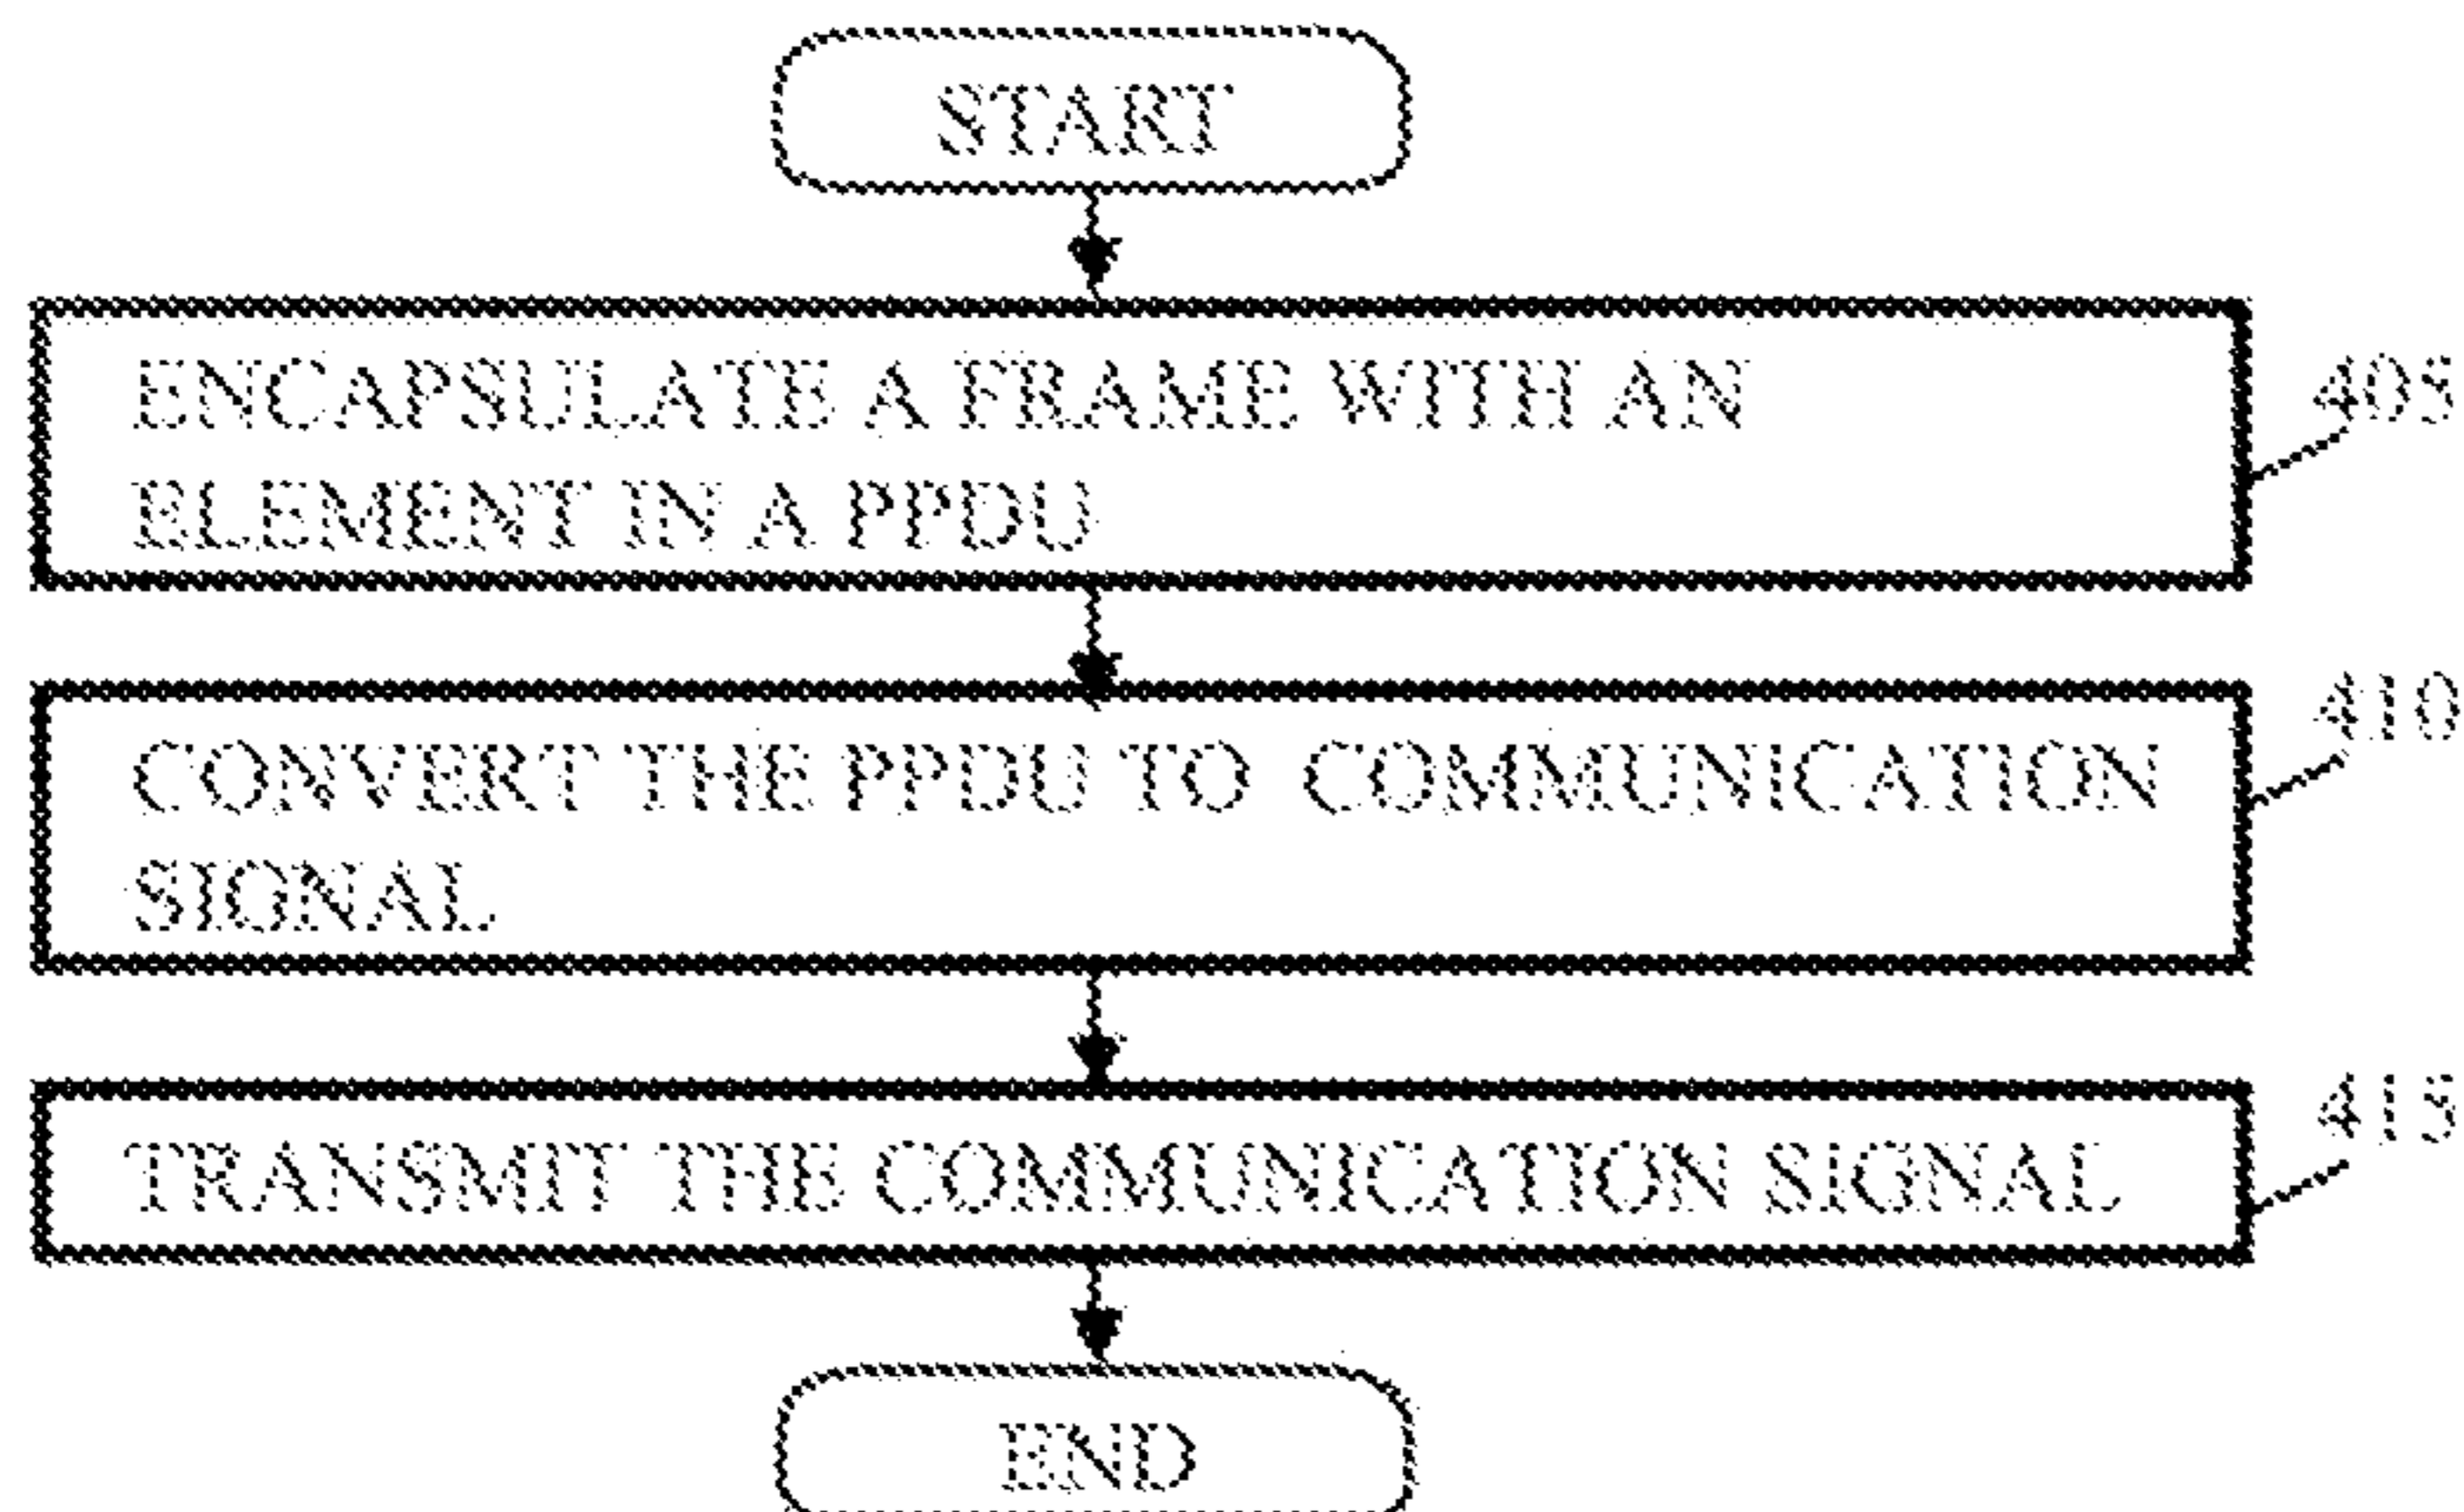 START
ENCAPSULATE A FRAME WITH AN
405
ELEMENT IN A PPDU
410
CONVERT THE PPDU TO COMMUNICATION
SIGNAL
415
TRANSMIT THE COMMUNICATION SIGNAL
END